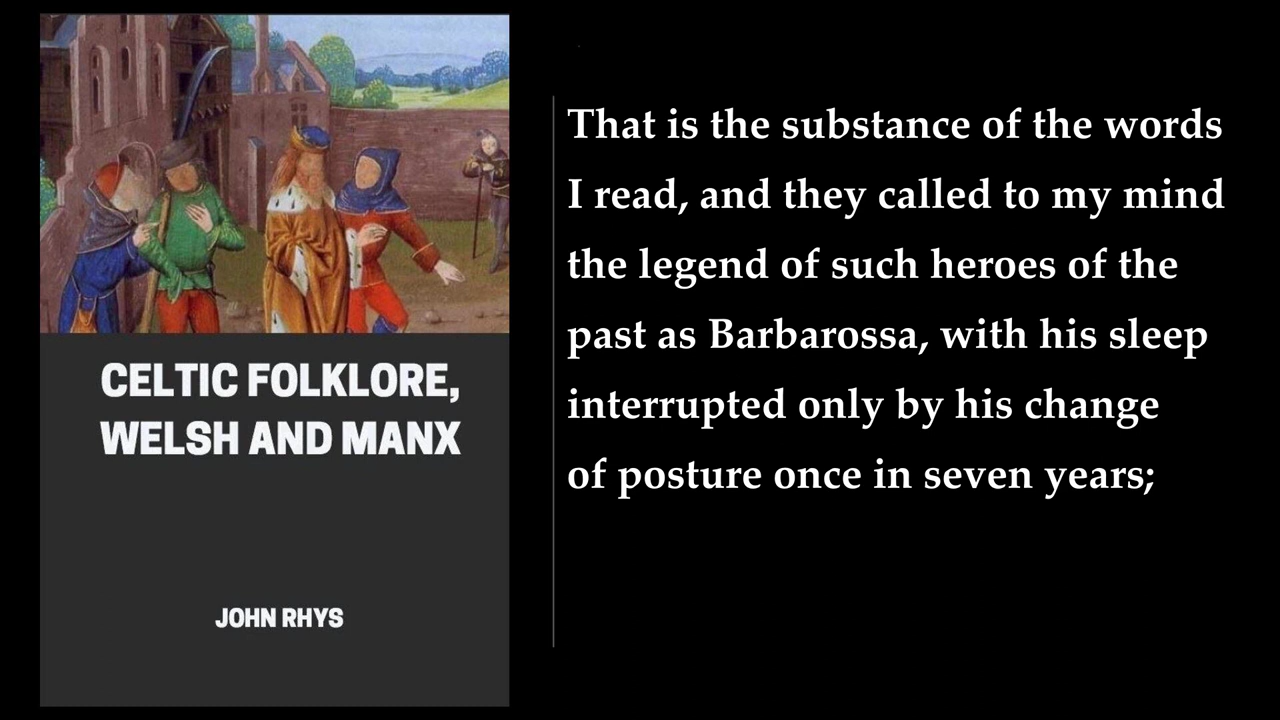 CELTIC FOLKLORE,
WELSH AND MANX
JOHN RHYS
That is the substance of the words
I read, and they called to my mind
the legend of such heroes of the
past as Barbarossa, with his sleep
interrupted only by his change
of posture once in seven years;